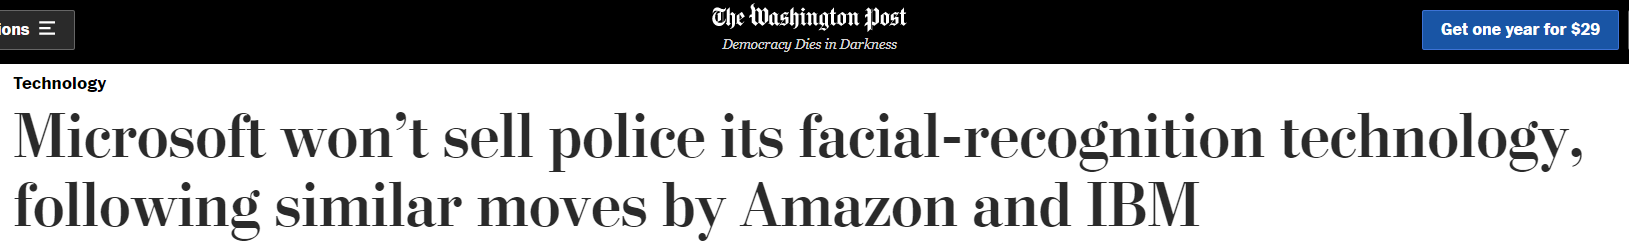 ions
The Washington Post
Democracy Dies in Darkness
Get one year for $29
Technology
Microsoft won’t sell police its facial-recognition technology,
following similar moves by Amazon and IBM